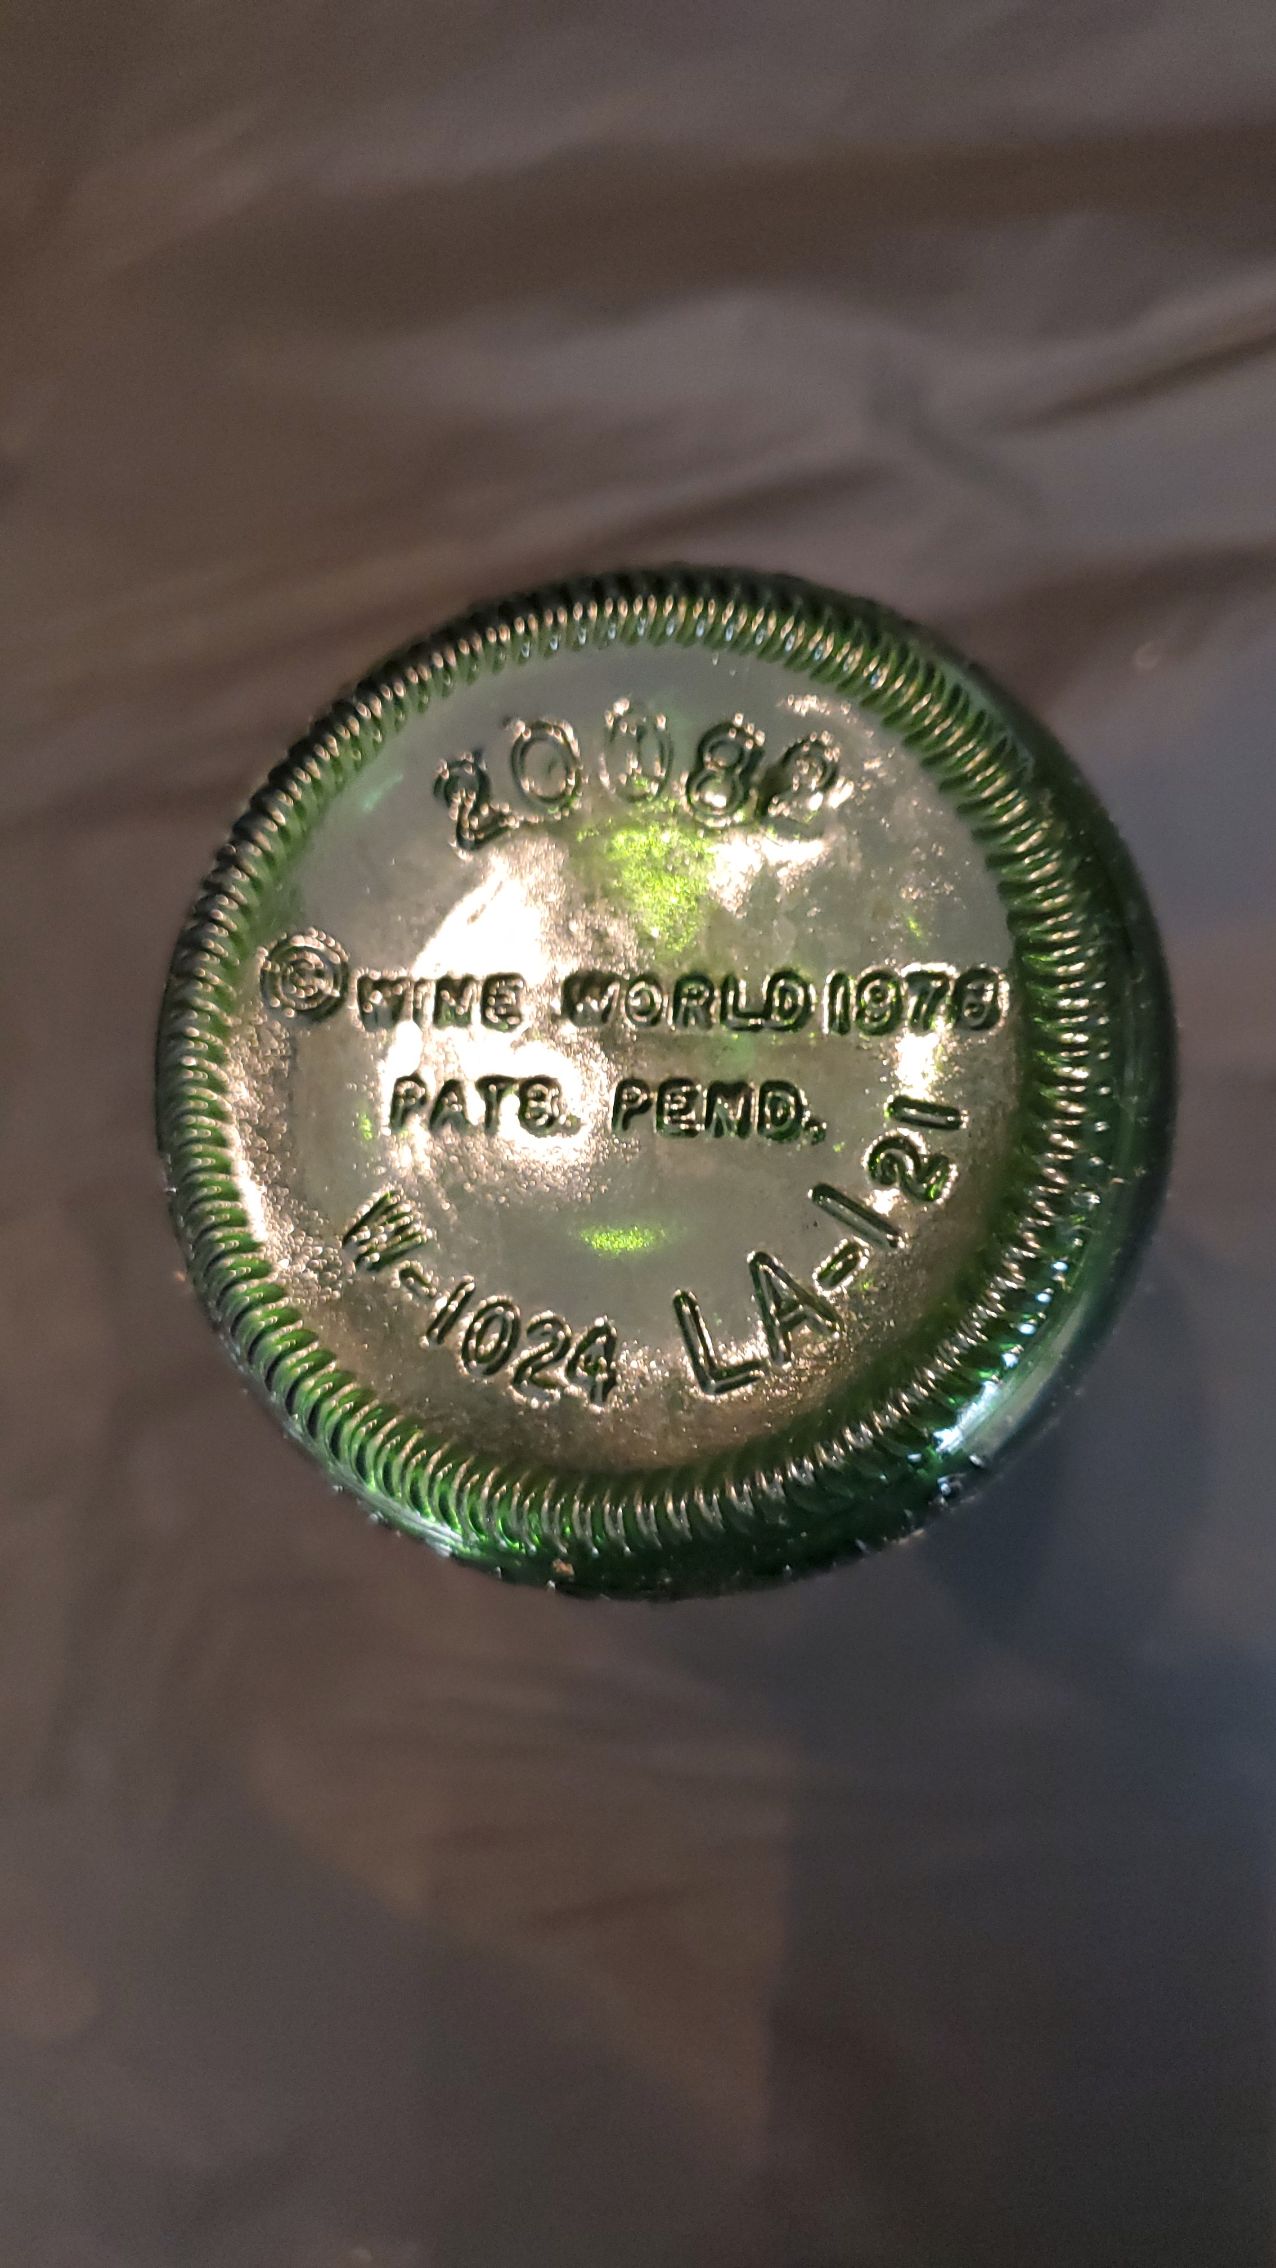 20082
© WINE WORLD 1978
PATS. PEND.
W-1024 LA-121